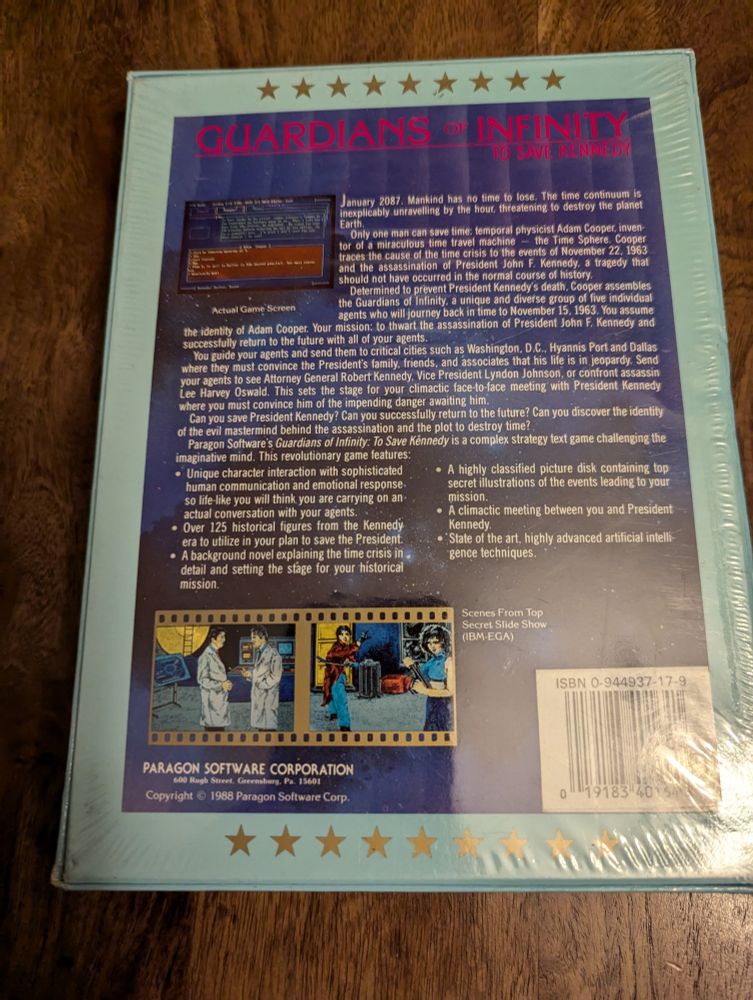 GUARDIANS OF INFINITY
TO SAVE KENNEDY
January 2087. Mankind has no time to lose. The time continuum is
inexplicably unravelling by the hour, threatening to destroy the planet
Earth.
Only one man can save time: temporal physicist Adam Cooper, inven-
tor of a miraculous time travel machine — the Time Sphere. Cooper
traces the cause of the time crisis to the events of November 22, 1963
and the assassination of President John F. Kennedy, a tragedy that
should not have occurred in the normal course of history.
Determined to prevent President Kennedy's death, Cooper assembles
the Guardians of Infinity, a unique and diverse group of five individual
agents who will journey back in time to November 15, 1963. You assume
Actual Game Screen
the identity of Adam Cooper. Your mission: to thwart the assassination of President John F. Kennedy and
successfully return to the future with all of your agents.
You guide your agents and send them to critical cities such as Washington, D.C., Hyannis Port and Dallas
where they must convince the President's family, friends, and associates that his life is in jeopardy. Send
your agents to see Attorney General Robert Kennedy, Vice President Lyndon Johnson, or confront assassin
Lee Harvey Oswald. This sets the stage for your climactic face-to-face meeting with President Kennedy
where you must convince him of the impending danger awaiting him.
Can you save President Kennedy? Can you successfully return to the future? Can you discover the identity
of the evil mastermind behind the assassination and the plot to destroy time?
Paragon Software's Guardians of Infinity: To Save Kennedy is a complex strategy text game challenging the
imaginative mind. This revolutionary game features:
• Unique character interaction with sophisticated
human communication and emotional response
so life-like you will think you are carrying on an
actual conversation with your agents.
• Over 125 historical figures from the Kennedy
era to utilize in your plan to save the President.
• A background novel explaining the time crisis in
detail and setting the stage for your historical
mission.
• A highly classified picture disk containing top
secret illustrations of the events leading to your
mission.
• A climactic meeting between you and President
Kennedy.
• State of the art, highly advanced artificial intelli-
gence techniques.
Scenes From Top
Secret Slide Show
(IBM-EGA)
ISBN 0-944937-17-9
0 19183 40
PARAGON SOFTWARE CORPORATION
600 Rugh Street, Greensburg, Pa. 15601
Copyright © 1988 Paragon Software Corp.